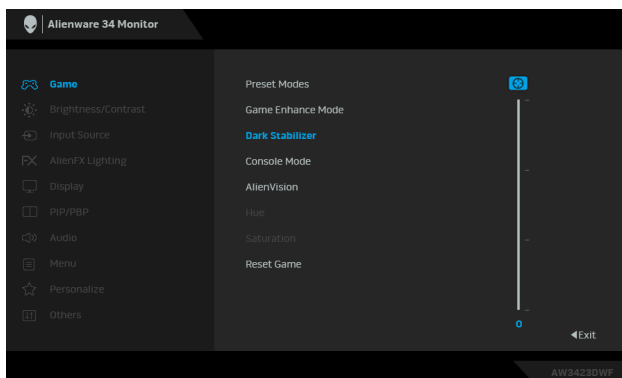 Alienware 34 Monitor
Game
Brightness/Contrast
Input Source
AlienFX Lighting
Display
PIP/PBP
Audio
Menu
Personalize
Others
Preset Modes
Game Enhance Mode
Dark Stabilizer
Console Mode
AlienVision
Hue
Saturation
Reset Game
0
Exit
AW3423DWF